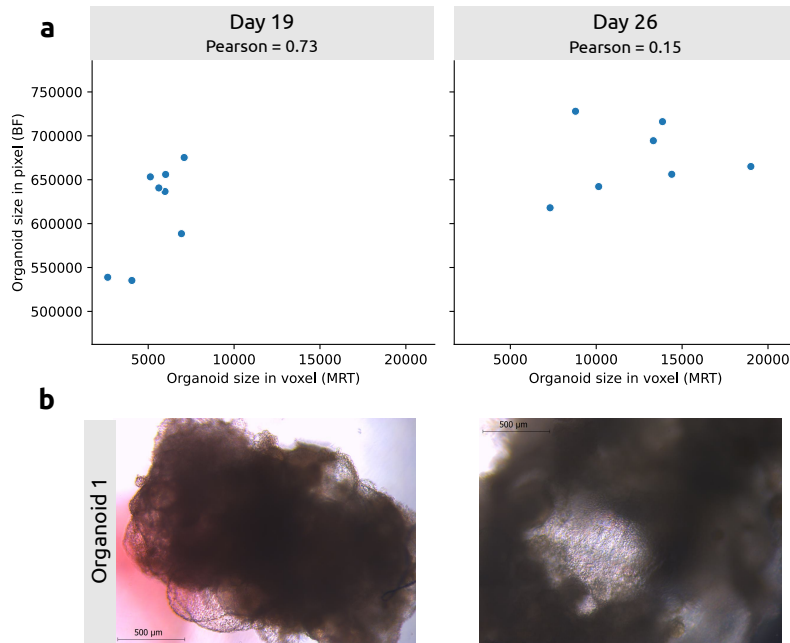 a
Day 19
Pearson = 0.73
Day 26
Pearson = 0.15
Organoid size in pixel (BF)
750000
700000
650000
600000
550000
500000
5000 10000 15000 20000
Organoid size in voxel (MRT)
5000 10000 15000 20000
Organoid size in voxel (MRT)
b
Organoid 1
500 µm
500 µm